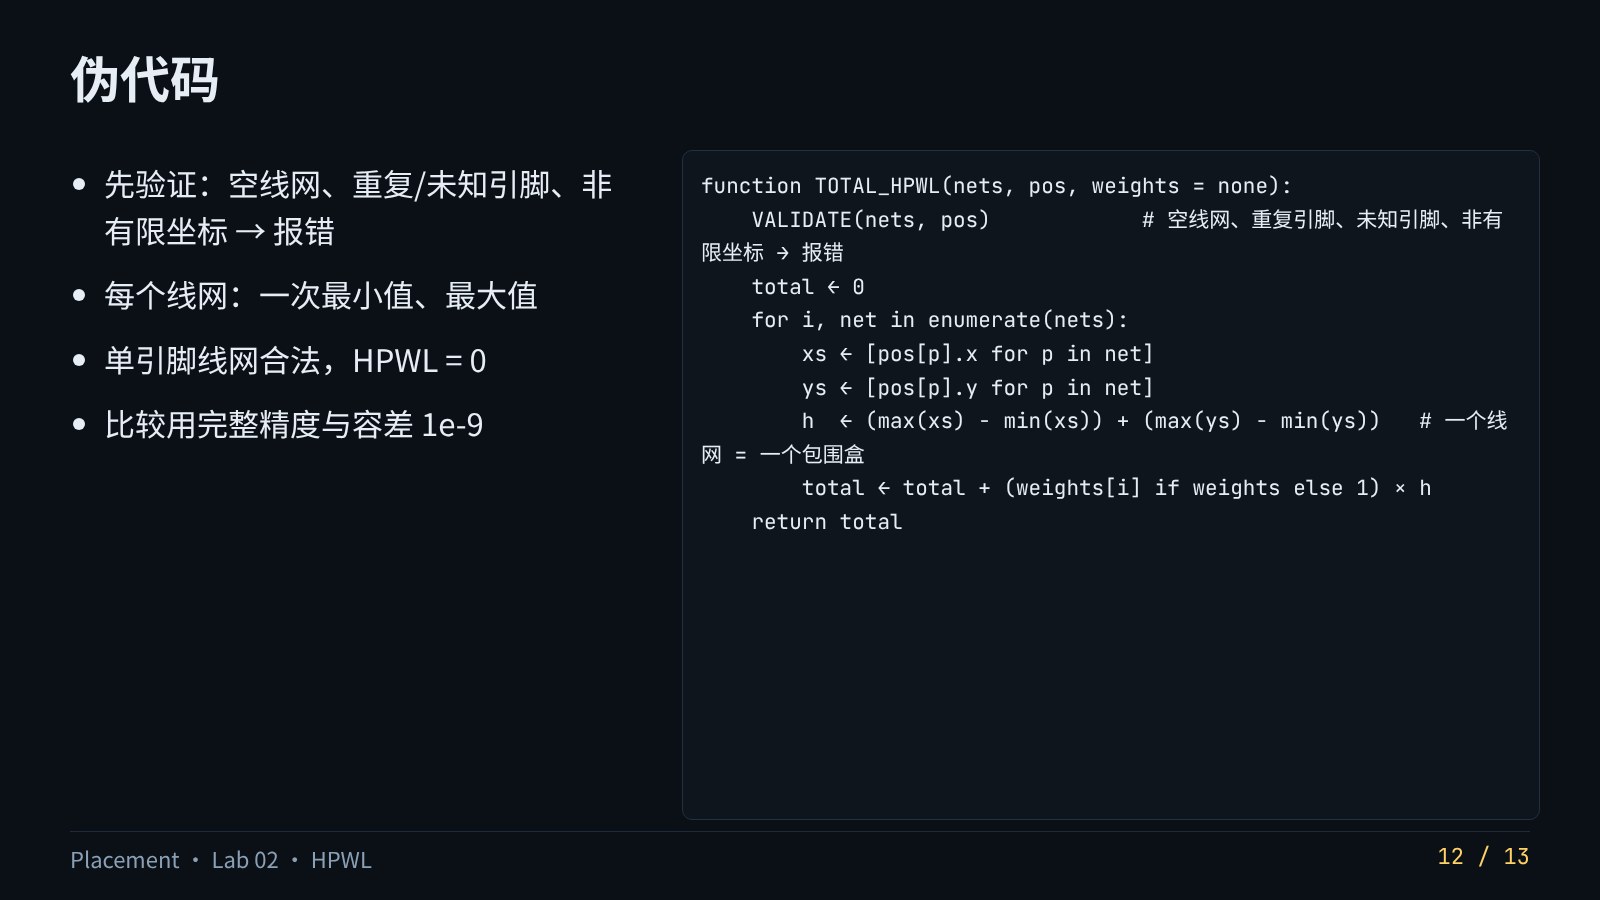 伪代码
• 先验证：空线网、重复/未知引脚、非
有限坐标 → 报错
• 每个线网：一次最小值、最大值
• 单引脚线网合法，HPWL = 0
• 比较用完整精度与容差 1e-9
function TOTAL_HPWL(nets, pos, weights = none):
    VALIDATE(nets, pos)            # 空线网、重复引脚、未知引脚、非有
限坐标 → 报错
    total ← 0
    for i, net in enumerate(nets):
        xs ← [pos[p].x for p in net]
        ys ← [pos[p].y for p in net]
        h  ← (max(xs) - min(xs)) + (max(ys) - min(ys))   # 一个线
网 = 一个包围盒
        total ← total + (weights[i] if weights else 1) × h
    return total
Placement • Lab 02 • HPWL
12 / 13